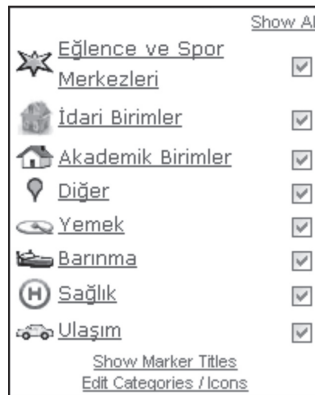 Show Al
Eğlence ve Spor
Merkezleri
İdari Birimler
Akademik Birimler
Diğer
Yemek
Barınma
H Sağlık
Ulaşım
Show Marker Titles
Edit Categories / Icons